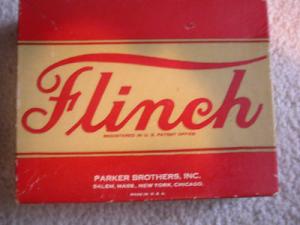 Flinch
REGISTERED IN U. S. PATENT OFFICE
PARKER BROTHERS, INC.
SALEM, MASS., NEW YORK, CHICAGO.
MADE IN U.S.A.